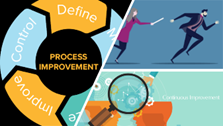 Define
Control
PROCESS
IMPROVEMENT
Improve
Continuous Improvement